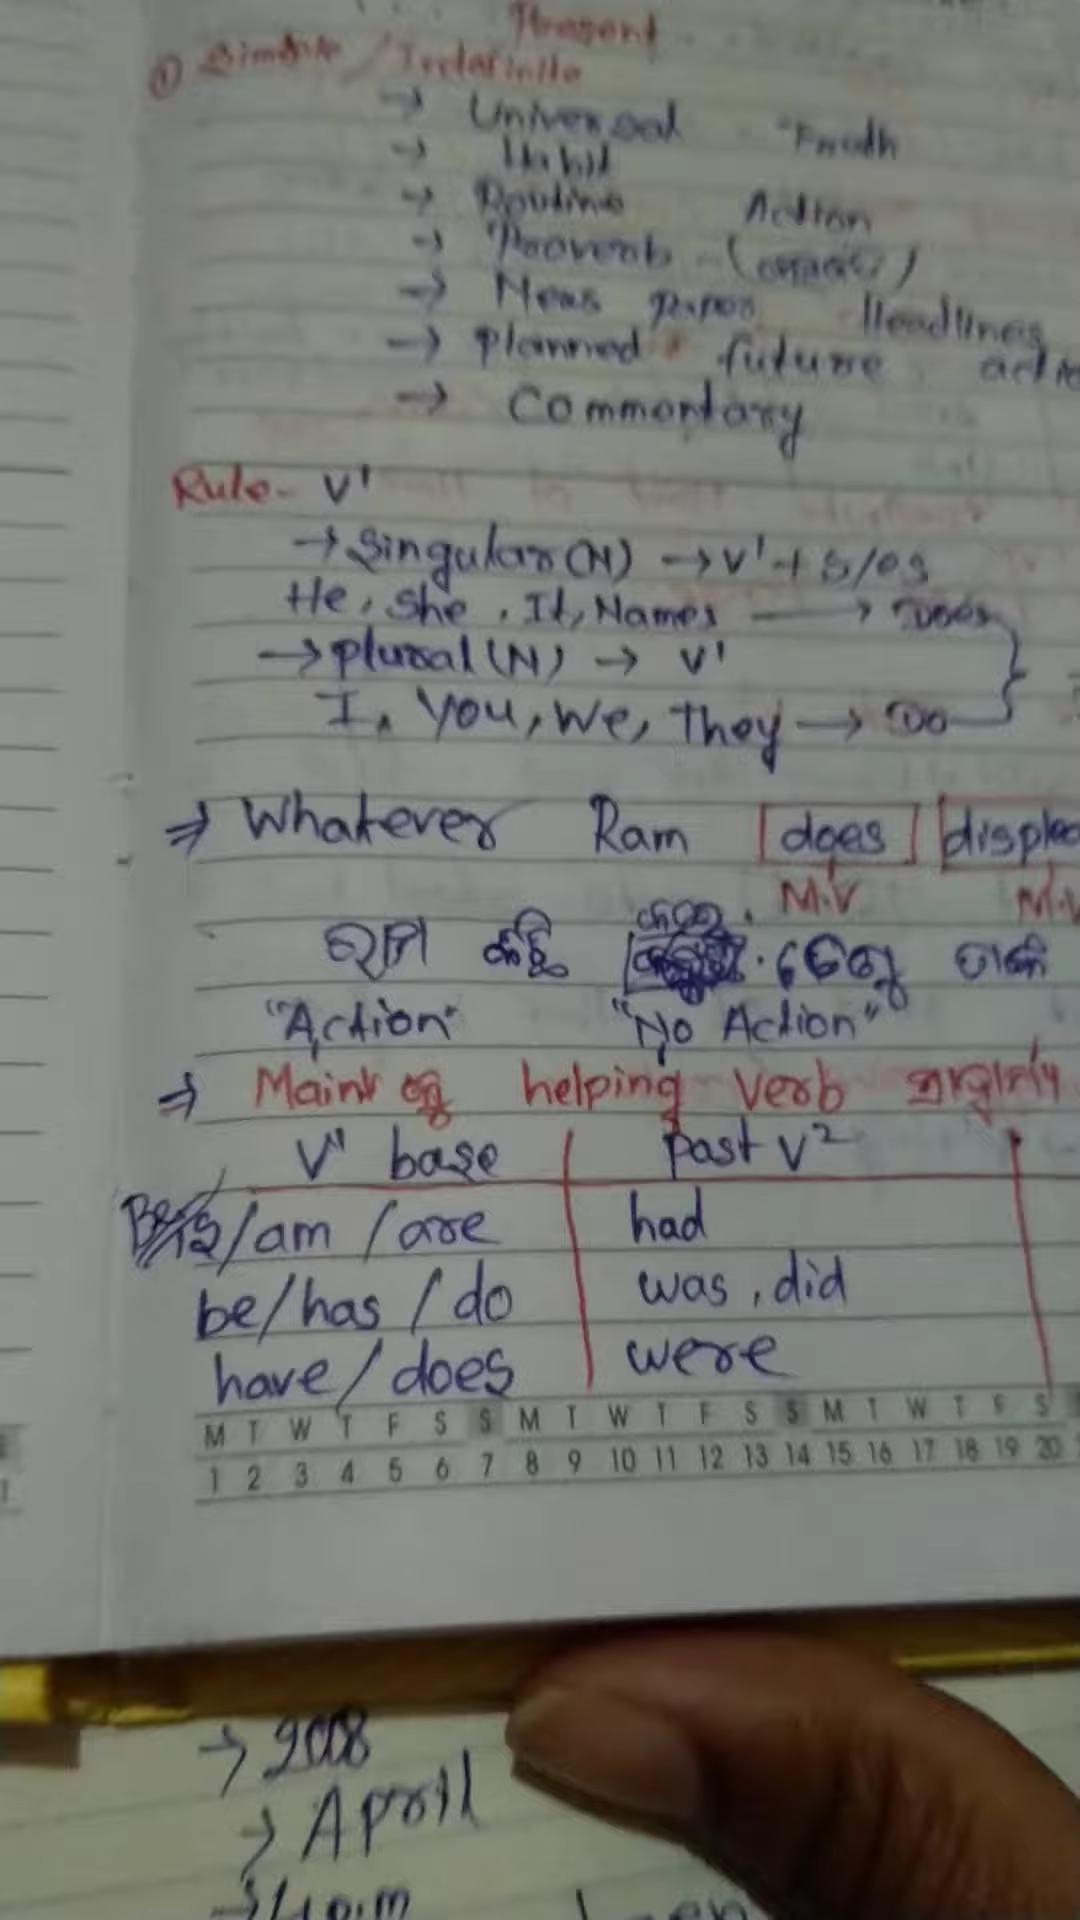 Present
① Simple / Indefinite
→ Universal Truth
→ Habit
→ Routine Action
→ Proverb
→ News paper Headlines
→ Planned future
→ Commentary
Rule - V¹
→ Singular (N) → V¹ + s/es
He, She, It, Names → Does
→ plural (N) → V¹
I, You, We, They → Do
⇒ Whatever Ram does
M.V
ରାମ କିଛି
"Action" "No Action"
⇒ Main helping verb
V¹ base past V²
is/am/are had
be/has/do was, did
have/does were
M T W T F S S M T W T F S S M T W T F S
1 2 3 4 5 6 7 8 9 10 11 12 13 14 15 16 17 18 19 20
→ 2008
→ April